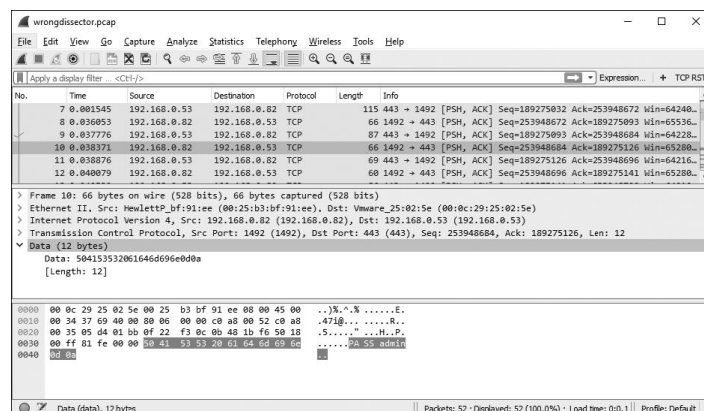 wrongdissector.pcap
File Edit View Go Capture Analyze Statistics Telephony Wireless Tools Help
Apply a display filter ... <Ctrl-/> Expression... + TCP RST
No. Time Source Destination Protocol Length Info
7 0.001545 192.168.0.53 192.168.0.82 TCP 115 443 → 1492 [PSH, ACK] Seq=189275032 Ack=253948672 Win=64240…
8 0.036053 192.168.0.82 192.168.0.53 TCP 66 1492 → 443 [PSH, ACK] Seq=253948672 Ack=189275093 Win=65536…
9 0.037776 192.168.0.53 192.168.0.82 TCP 87 443 → 1492 [PSH, ACK] Seq=189275093 Ack=253948684 Win=64228…
10 0.038371 192.168.0.82 192.168.0.53 TCP 66 1492 → 443 [PSH, ACK] Seq=253948684 Ack=189275126 Win=65280…
11 0.038876 192.168.0.53 192.168.0.82 TCP 69 443 → 1492 [PSH, ACK] Seq=189275126 Ack=253948696 Win=64216…
12 0.040079 192.168.0.82 192.168.0.53 TCP 60 1492 → 443 [PSH, ACK] Seq=253948696 Ack=189275141 Win=65280…
> Frame 10: 66 bytes on wire (528 bits), 66 bytes captured (528 bits)
> Ethernet II, Src: HewlettP_bf:91:ee (00:25:b3:bf:91:ee), Dst: Vmware_25:02:5e (00:0c:29:25:02:5e)
> Internet Protocol Version 4, Src: 192.168.0.82 (192.168.0.82), Dst: 192.168.0.53 (192.168.0.53)
> Transmission Control Protocol, Src Port: 1492 (1492), Dst Port: 443 (443), Seq: 253948684, Ack: 189275126, Len: 12
Data (12 bytes)
Data: 504153532061646d696e0d0a
[Length: 12]
0000 00 0c 29 25 02 5e 00 25 b3 bf 91 ee 08 00 45 00 ..)%.^.% ......E.
0010 00 34 37 69 40 00 80 06 00 00 c0 a8 00 52 c0 a8 .47i@... .....R..
0020 00 35 05 d4 01 bb 0f 22 f3 0c 0b 48 1b f6 50 18 .5....." ...H..P.
0030 00 ff 81 fe 00 00 50 41 53 53 20 61 64 6d 69 6e ......PA SS admin
0040 0d 0a ..
Data (data), 12 bytes Packets: 52 · Displayed: 52 (100.0%) · Load time: 0:0.1 Profile: Default